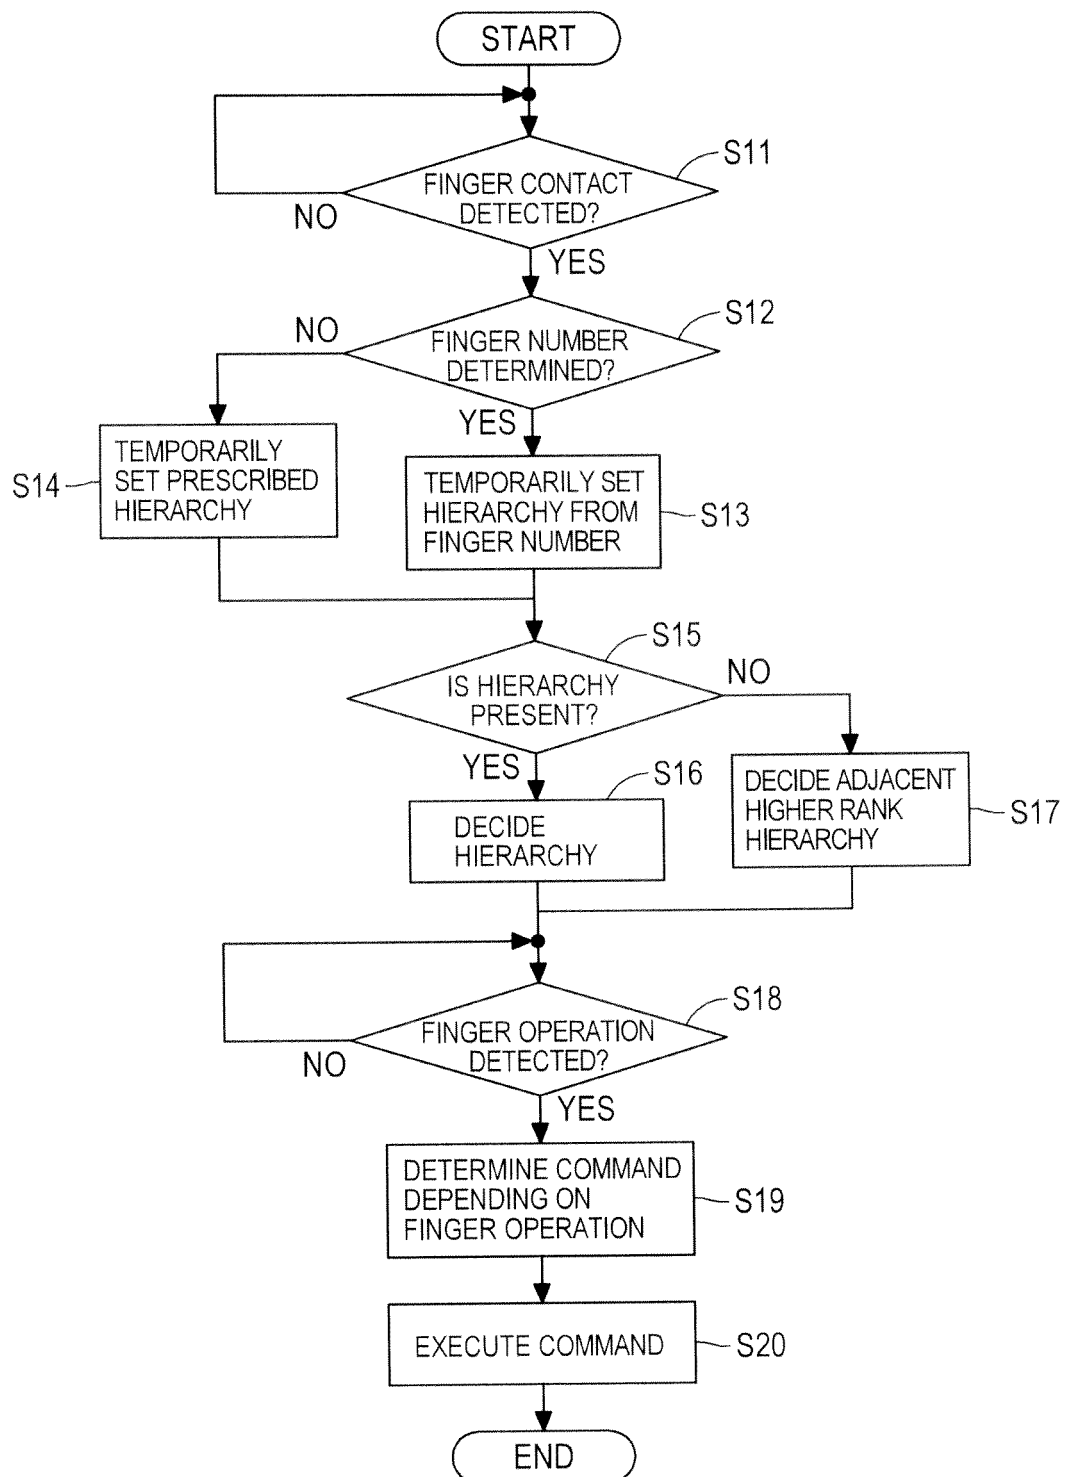 START
S11
FINGER CONTACT
DETECTED?
NO
YES
S12
NO
FINGER NUMBER
DETERMINED?
YES
TEMPORARILY
SET PRESCRIBED
HIERARCHY
S14
TEMPORARILY SET
HIERARCHY FROM
FINGER NUMBER
S13
S15
IS HIERARCHY
PRESENT?
NO
YES
S16
DECIDE
HIERARCHY
DECIDE ADJACENT
HIGHER RANK
HIERARCHY
S17
S18
FINGER OPERATION
DETECTED?
NO
YES
DETERMINE COMMAND
DEPENDING ON
FINGER OPERATION
S19
EXECUTE COMMAND
S20
END